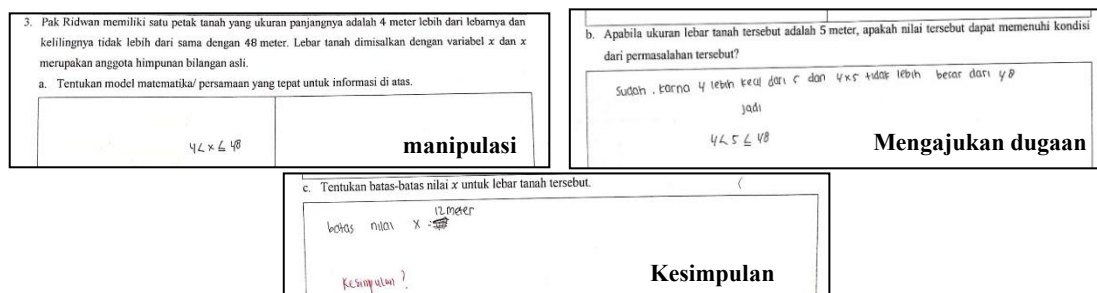 3. Pak Ridwan memiliki satu petak tanah yang ukuran panjangnya adalah 4 meter lebih dari lebarnya dan
kelilingnya tidak lebih dari sama dengan 48 meter. Lebar tanah dimisalkan dengan variabel x dan x
merupakan anggota himpunan bilangan asli.
a. Tentukan model matematika/ persamaan yang tepat untuk informasi di atas.
4 < x ≤ 48
manipulasi
b. Apabila ukuran lebar tanah tersebut adalah 5 meter, apakah nilai tersebut dapat memenuhi kondisi
dari permasalahan tersebut?
Sudah . karna 4 lebih kecil dari 5 dan 4x5 tidak lebih besar dari 48
jadi
4 < 5 ≤ 48
Mengajukan dugaan
c. Tentukan batas-batas nilai x untuk lebar tanah tersebut.
12 meter
batas nilai x =
Kesimpulan ?
Kesimpulan